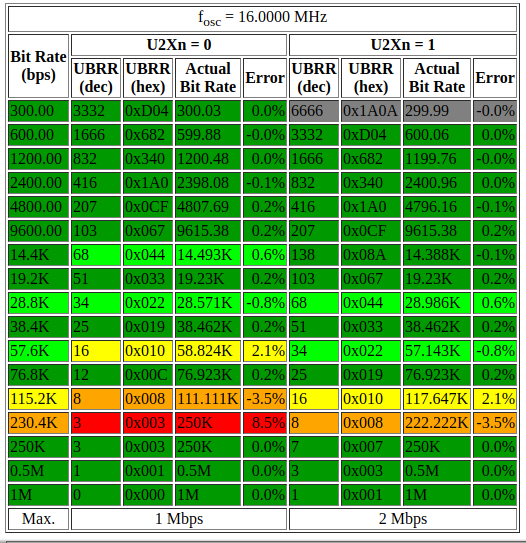 fosc = 16.0000 MHz
Bit Rate (bps) U2Xn = 0 U2Xn = 1
UBRR (dec) UBRR (hex) Actual Bit Rate Error UBRR (dec) UBRR (hex) Actual Bit Rate Error
300.00 3332 0xD04 300.03 0.0% 6666 0x1A0A 299.99 -0.0%
600.00 1666 0x682 599.88 -0.0% 3332 0xD04 600.06 0.0%
1200.00 832 0x340 1200.48 0.0% 1666 0x682 1199.76 -0.0%
2400.00 416 0x1A0 2398.08 -0.1% 832 0x340 2400.96 0.0%
4800.00 207 0x0CF 4807.69 0.2% 416 0x1A0 4796.16 -0.1%
9600.00 103 0x067 9615.38 0.2% 207 0x0CF 9615.38 0.2%
14.4K 68 0x044 14.493K 0.6% 138 0x08A 14.388K -0.1%
19.2K 51 0x033 19.23K 0.2% 103 0x067 19.23K 0.2%
28.8K 34 0x022 28.571K -0.8% 68 0x044 28.986K 0.6%
38.4K 25 0x019 38.462K 0.2% 51 0x033 38.462K 0.2%
57.6K 16 0x010 58.824K 2.1% 34 0x022 57.143K -0.8%
76.8K 12 0x00C 76.923K 0.2% 25 0x019 76.923K 0.2%
115.2K 8 0x008 111.111K -3.5% 16 0x010 117.647K 2.1%
230.4K 3 0x003 250K 8.5% 8 0x008 222.222K -3.5%
250K 3 0x003 250K 0.0% 7 0x007 250K 0.0%
0.5M 1 0x001 0.5M 0.0% 3 0x003 0.5M 0.0%
1M 0 0x000 1M 0.0% 1 0x001 1M 0.0%
Max. 1 Mbps 2 Mbps